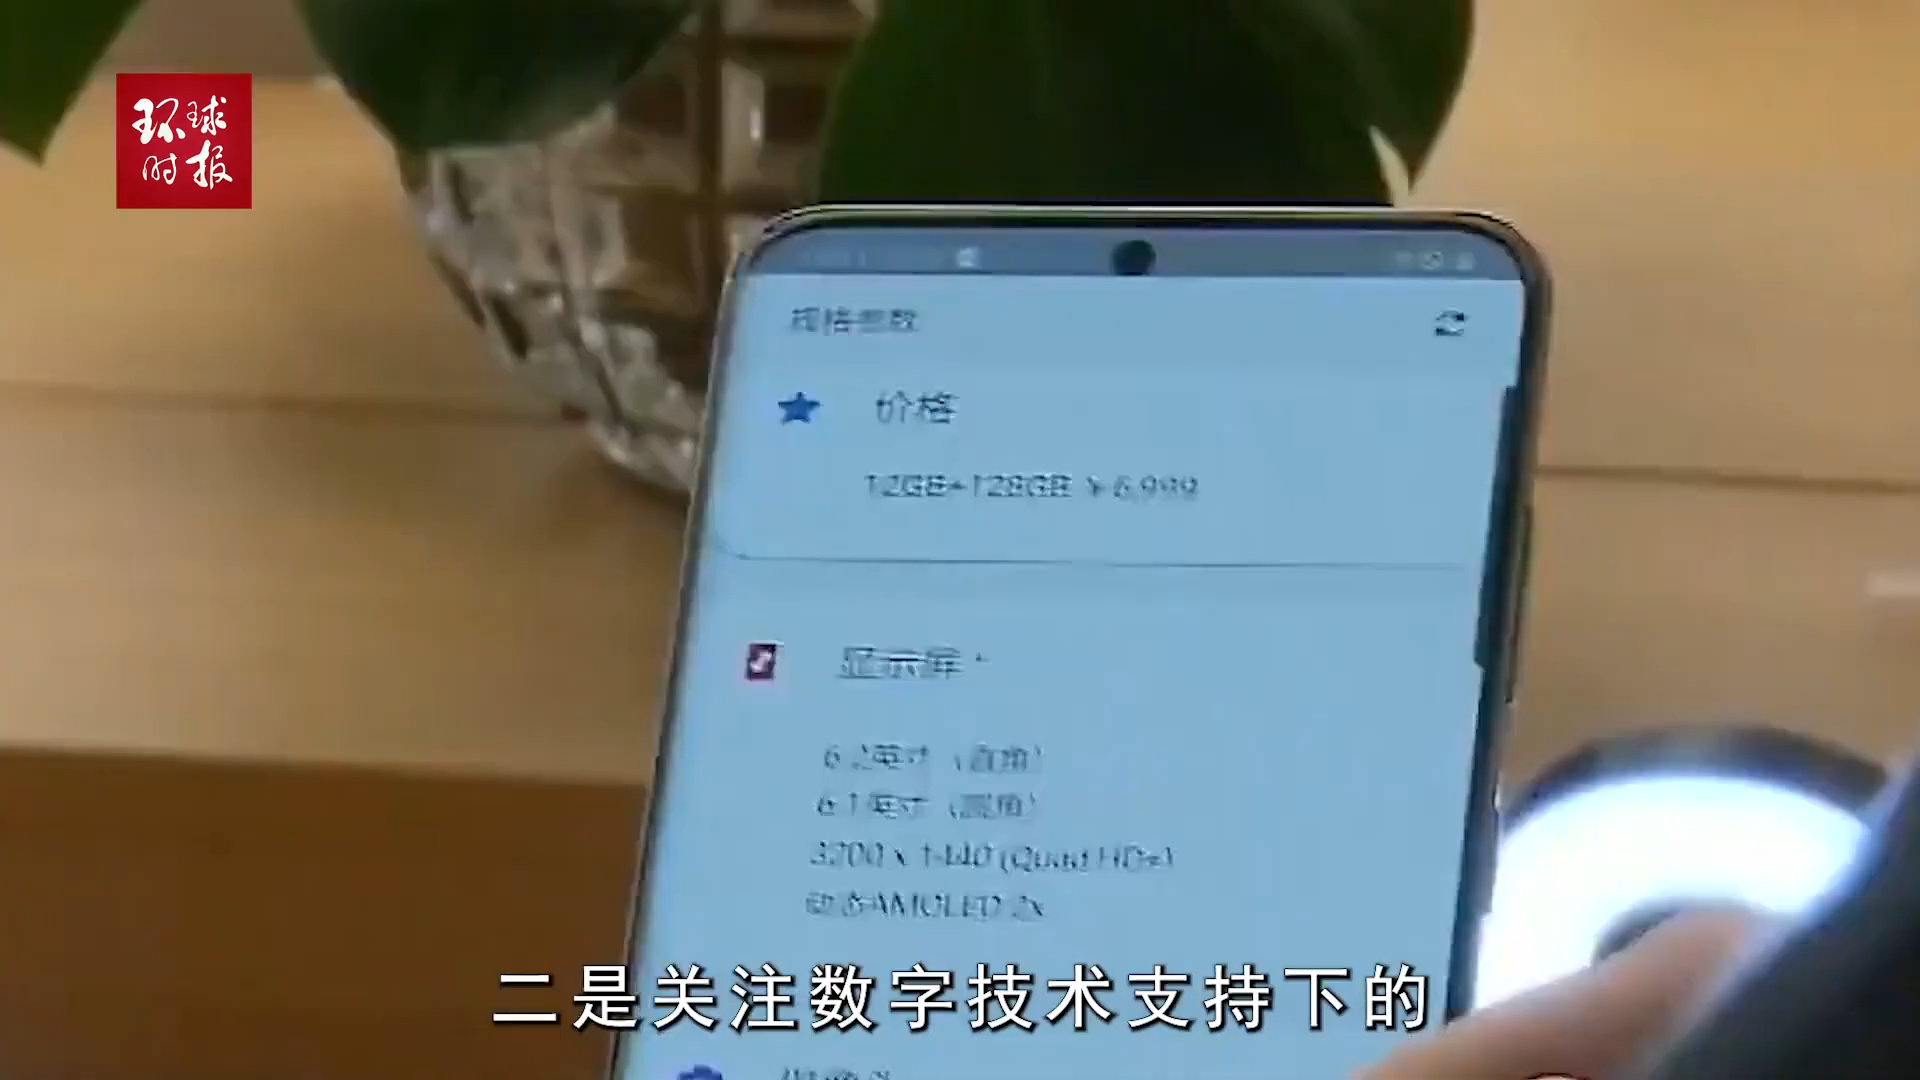 环球
时报
规格参数
价格
12GB+128GB ￥6,999
显示屏
6.2英寸（直角）
6.1英寸（圆角）
3200 x 1440 (Quad HD+)
动态AMOLED 2x
二是关注数字技术支持下的